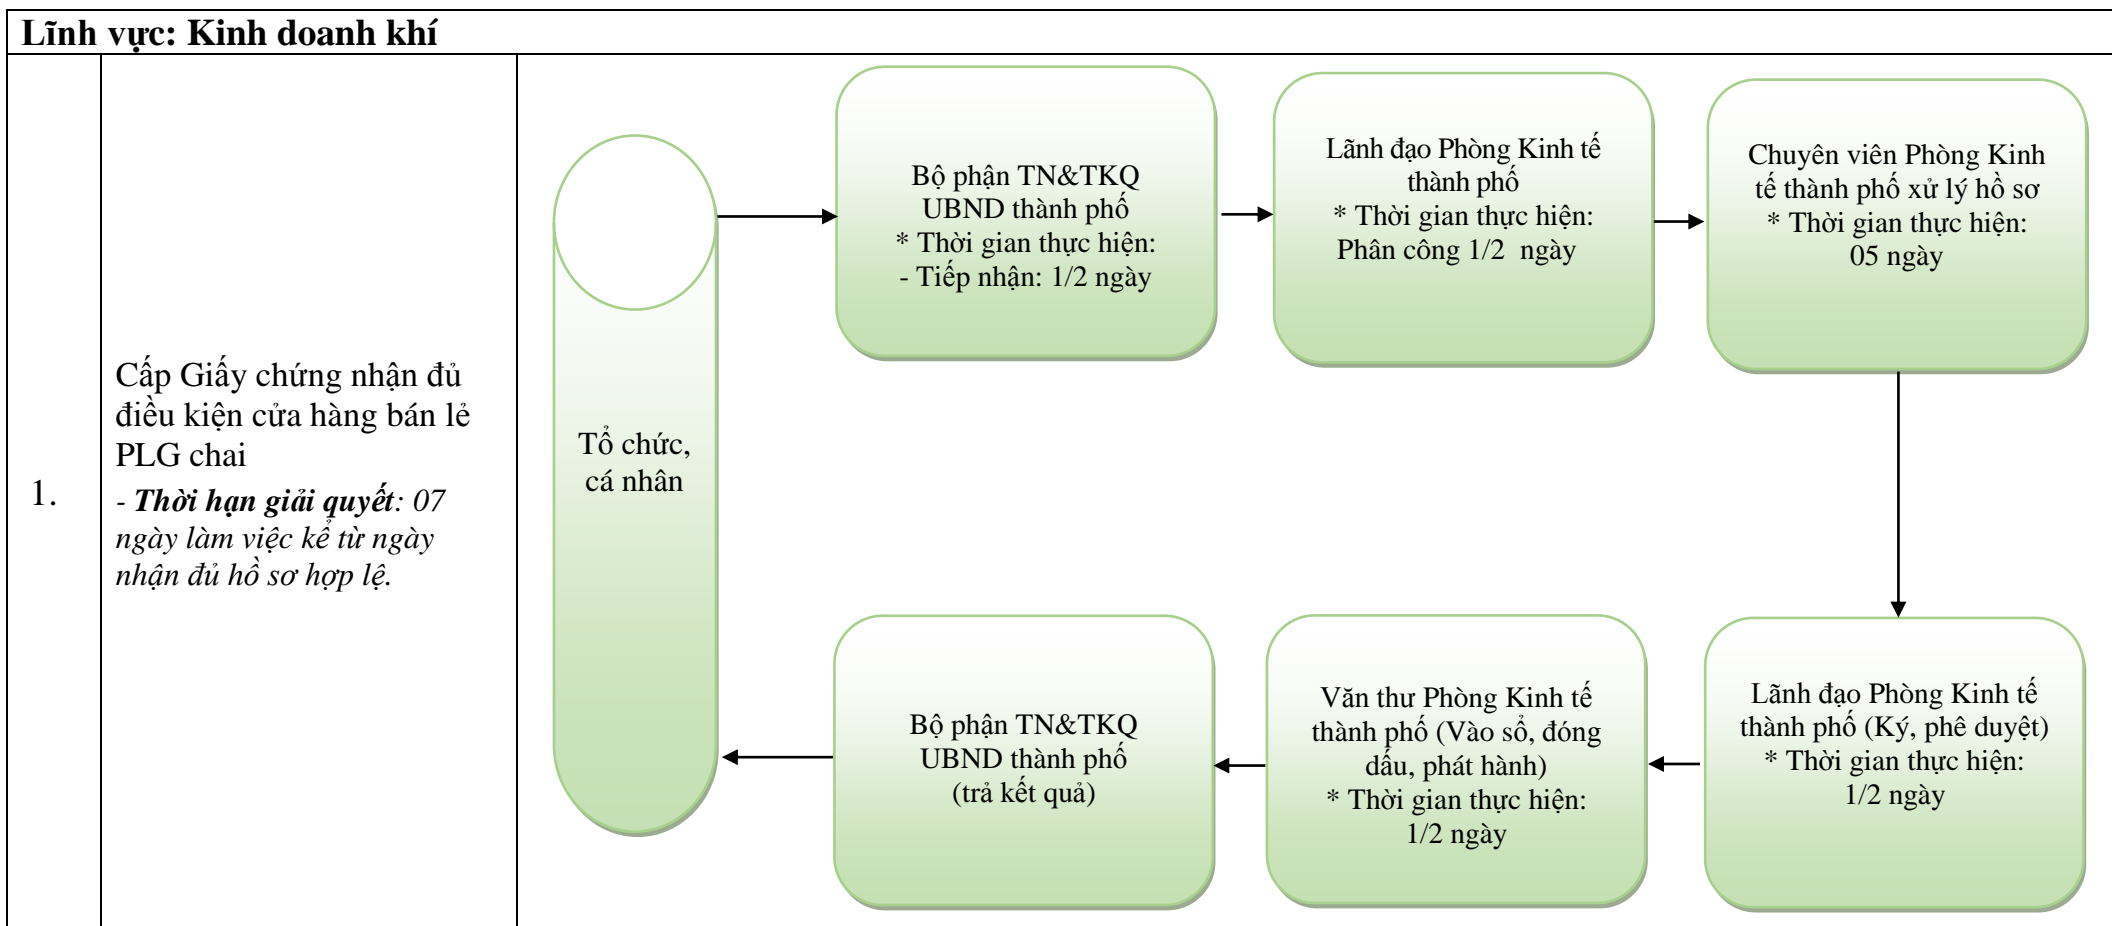 Lĩnh vực: Kinh doanh khí
1.
Cấp Giấy chứng nhận đủ
điều kiện cửa hàng bán lẻ
PLG chai
- Thời hạn giải quyết: 07
ngày làm việc kể từ ngày
nhận đủ hồ sơ hợp lệ.
Tổ chức,
cá nhân
Bộ phận TN&TKQ
UBND thành phố
* Thời gian thực hiện:
- Tiếp nhận: 1/2 ngày
Lãnh đạo Phòng Kinh tế
thành phố
* Thời gian thực hiện:
Phân công 1/2 ngày
Chuyên viên Phòng Kinh
tế thành phố xử lý hồ sơ
* Thời gian thực hiện:
05 ngày
Lãnh đạo Phòng Kinh tế
thành phố (Ký, phê duyệt)
* Thời gian thực hiện:
1/2 ngày
Văn thư Phòng Kinh tế
thành phố (Vào sổ, đóng
dấu, phát hành)
* Thời gian thực hiện:
1/2 ngày
Bộ phận TN&TKQ
UBND thành phố
(trả kết quả)